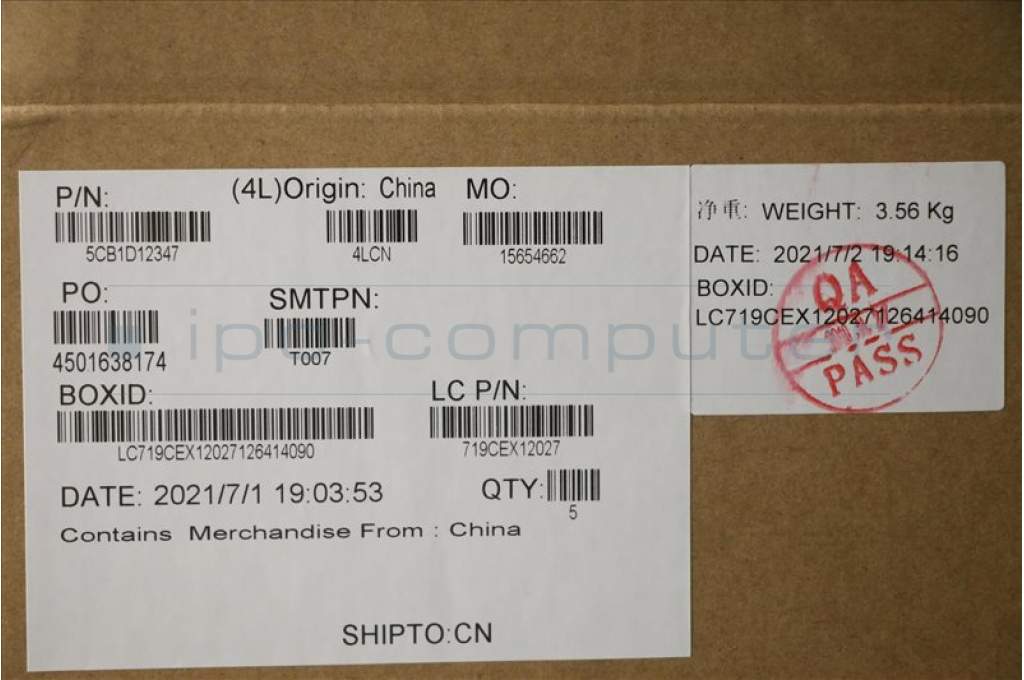 P/N:
5CB1D12347
(4L)Origin: China
4LCN
MO:
15654662
PO:
4501638174
SMTPN:
T007
BOXID:
LC719CEX12027126414090
LC P/N:
719CEX12027
DATE: 2021/7/1 19:03:53
QTY:
5
Contains Merchandise From : China
SHIPTO:CN
净重: WEIGHT: 3.56 Kg
DATE: 2021/7/2 19:14:16
BOXID:
LC719CEX12027126414090
QA
PASS
ipc-compute